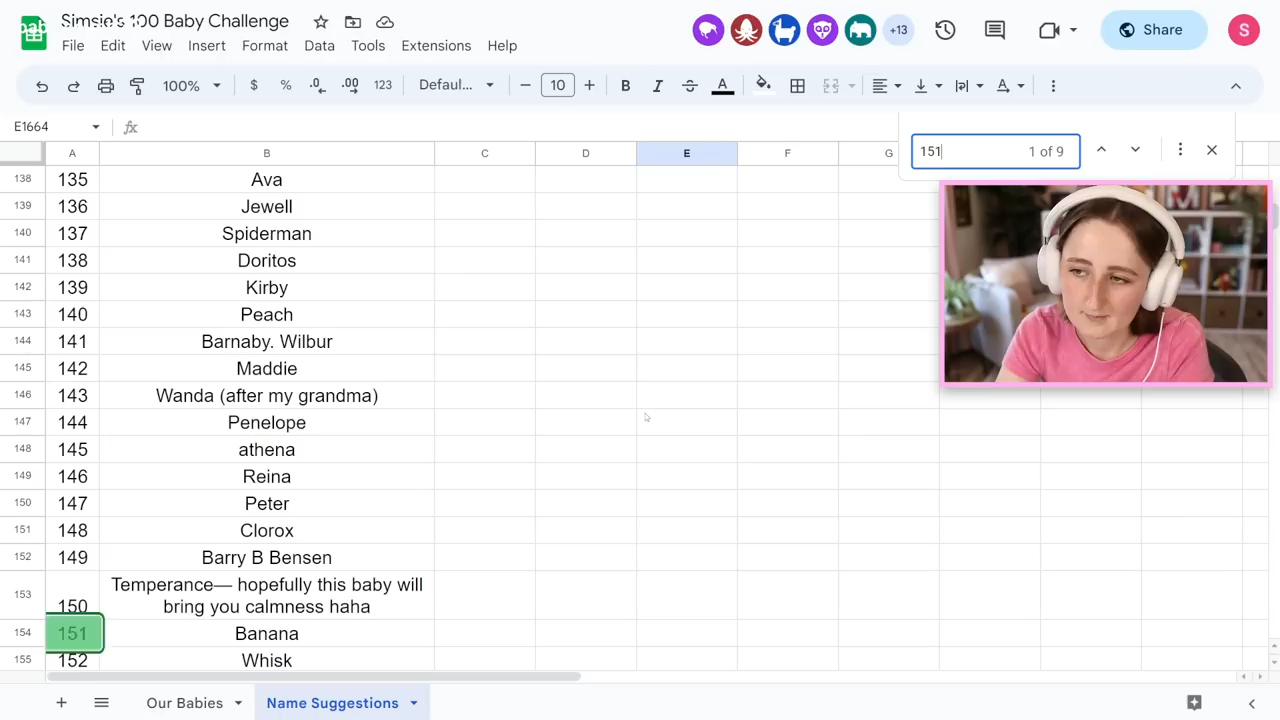 Simsie's 100 Baby Challenge
File Edit View Insert Format Data Tools Extensions Help
+13
Share
S
100%
$ % .0 .00 123
Defaul...
10
B I A
E1664
fx
151 1 of 9
A B C D E F G
138 135 Ava
139 136 Jewell
140 137 Spiderman
141 138 Doritos
142 139 Kirby
143 140 Peach
144 141 Barnaby. Wilbur
145 142 Maddie
146 143 Wanda (after my grandma)
147 144 Penelope
148 145 athena
149 146 Reina
150 147 Peter
151 148 Clorox
152 149 Barry B Bensen
Temperance— hopefully this baby will
153 150 bring you calmness haha
154 151 Banana
155 152 Whisk
Our Babies Name Suggestions